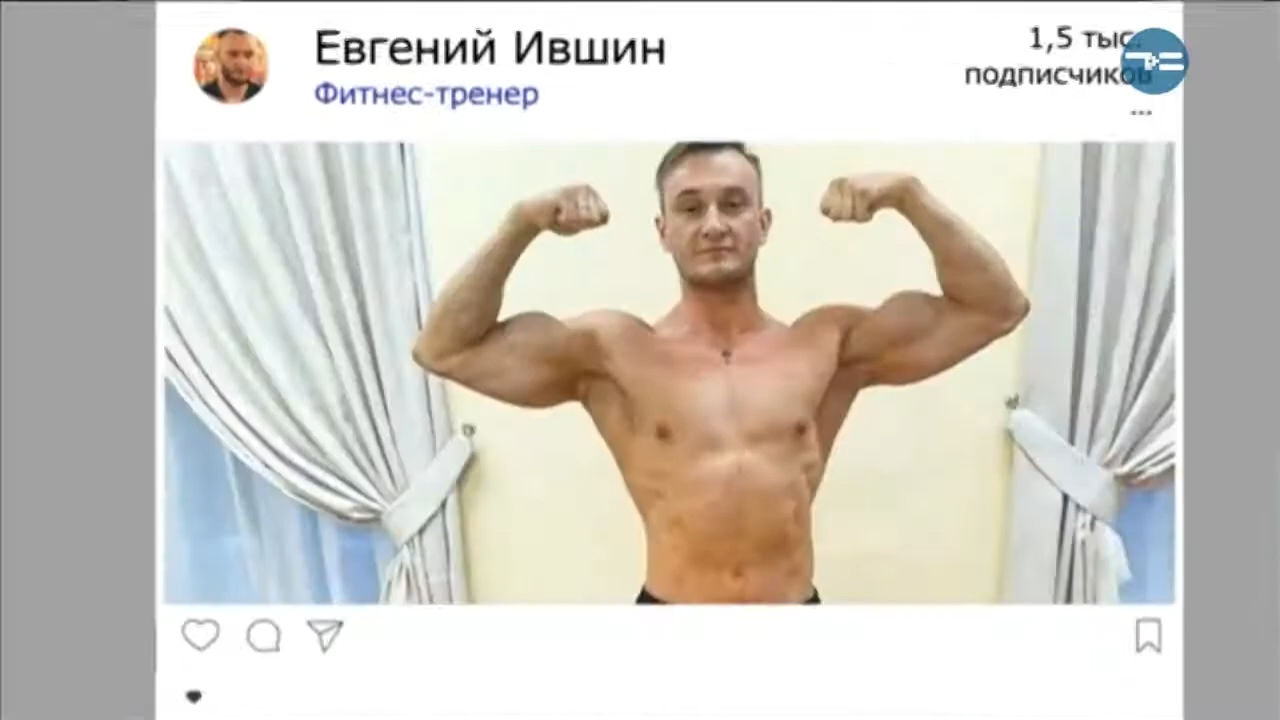 Евгений Ившин
Фитнес-тренер
1,5 тыс.
подписчиков